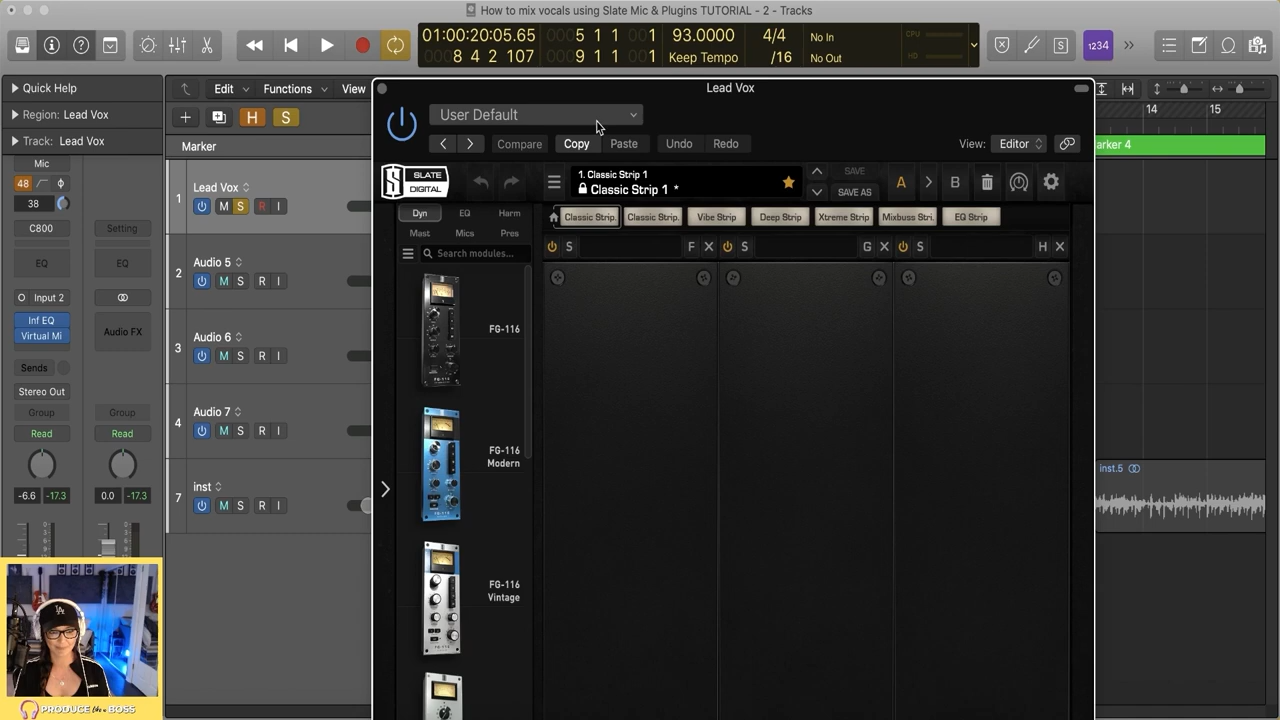 How to mix vocals using Slate Mic & Plugins TUTORIAL - 2 - Tracks
01:00:20:05.65
0005 1 1 001
93.0000
4/4
No In
CPU
1234
008 4 2 107
0009 1 1 001
Keep Tempo
/16
No Out
HD
Quick Help
Region: Lead Vox
Track: Lead Vox
Edit
Functions
View
H
S
Marker
14
15
arker 4
Mic
48
38
C800
EQ
Input 2
Inf EQ
Virtual Mi
Sends
Stereo Out
Group
Read
-6.6
-17.3
Setting
EQ
Audio FX
Group
Read
0.0
-17.3
1
Lead Vox
M S R I
2
Audio 5
M S R I
3
Audio 6
M S R I
4
Audio 7
M S R I
7
inst
M S R I
inst.5
Lead Vox
User Default
Compare
Copy
Paste
Undo
Redo
View:
Editor
SLATE
DIGITAL
1. Classic Strip 1
Classic Strip 1 *
SAVE
SAVE AS
A
B
Dyn
EQ
Harm
Mast
Mics
Pres
Search modules...
Classic Strip.
Classic Strip.
Vibe Strip
Deep Strip
Xtreme Strip
Mixbuss Stri.
EQ Strip
S
F
S
G
S
H
FG-116
FG-116
Modern
FG-116
Vintage
LA
PRODUCE like a BOSS